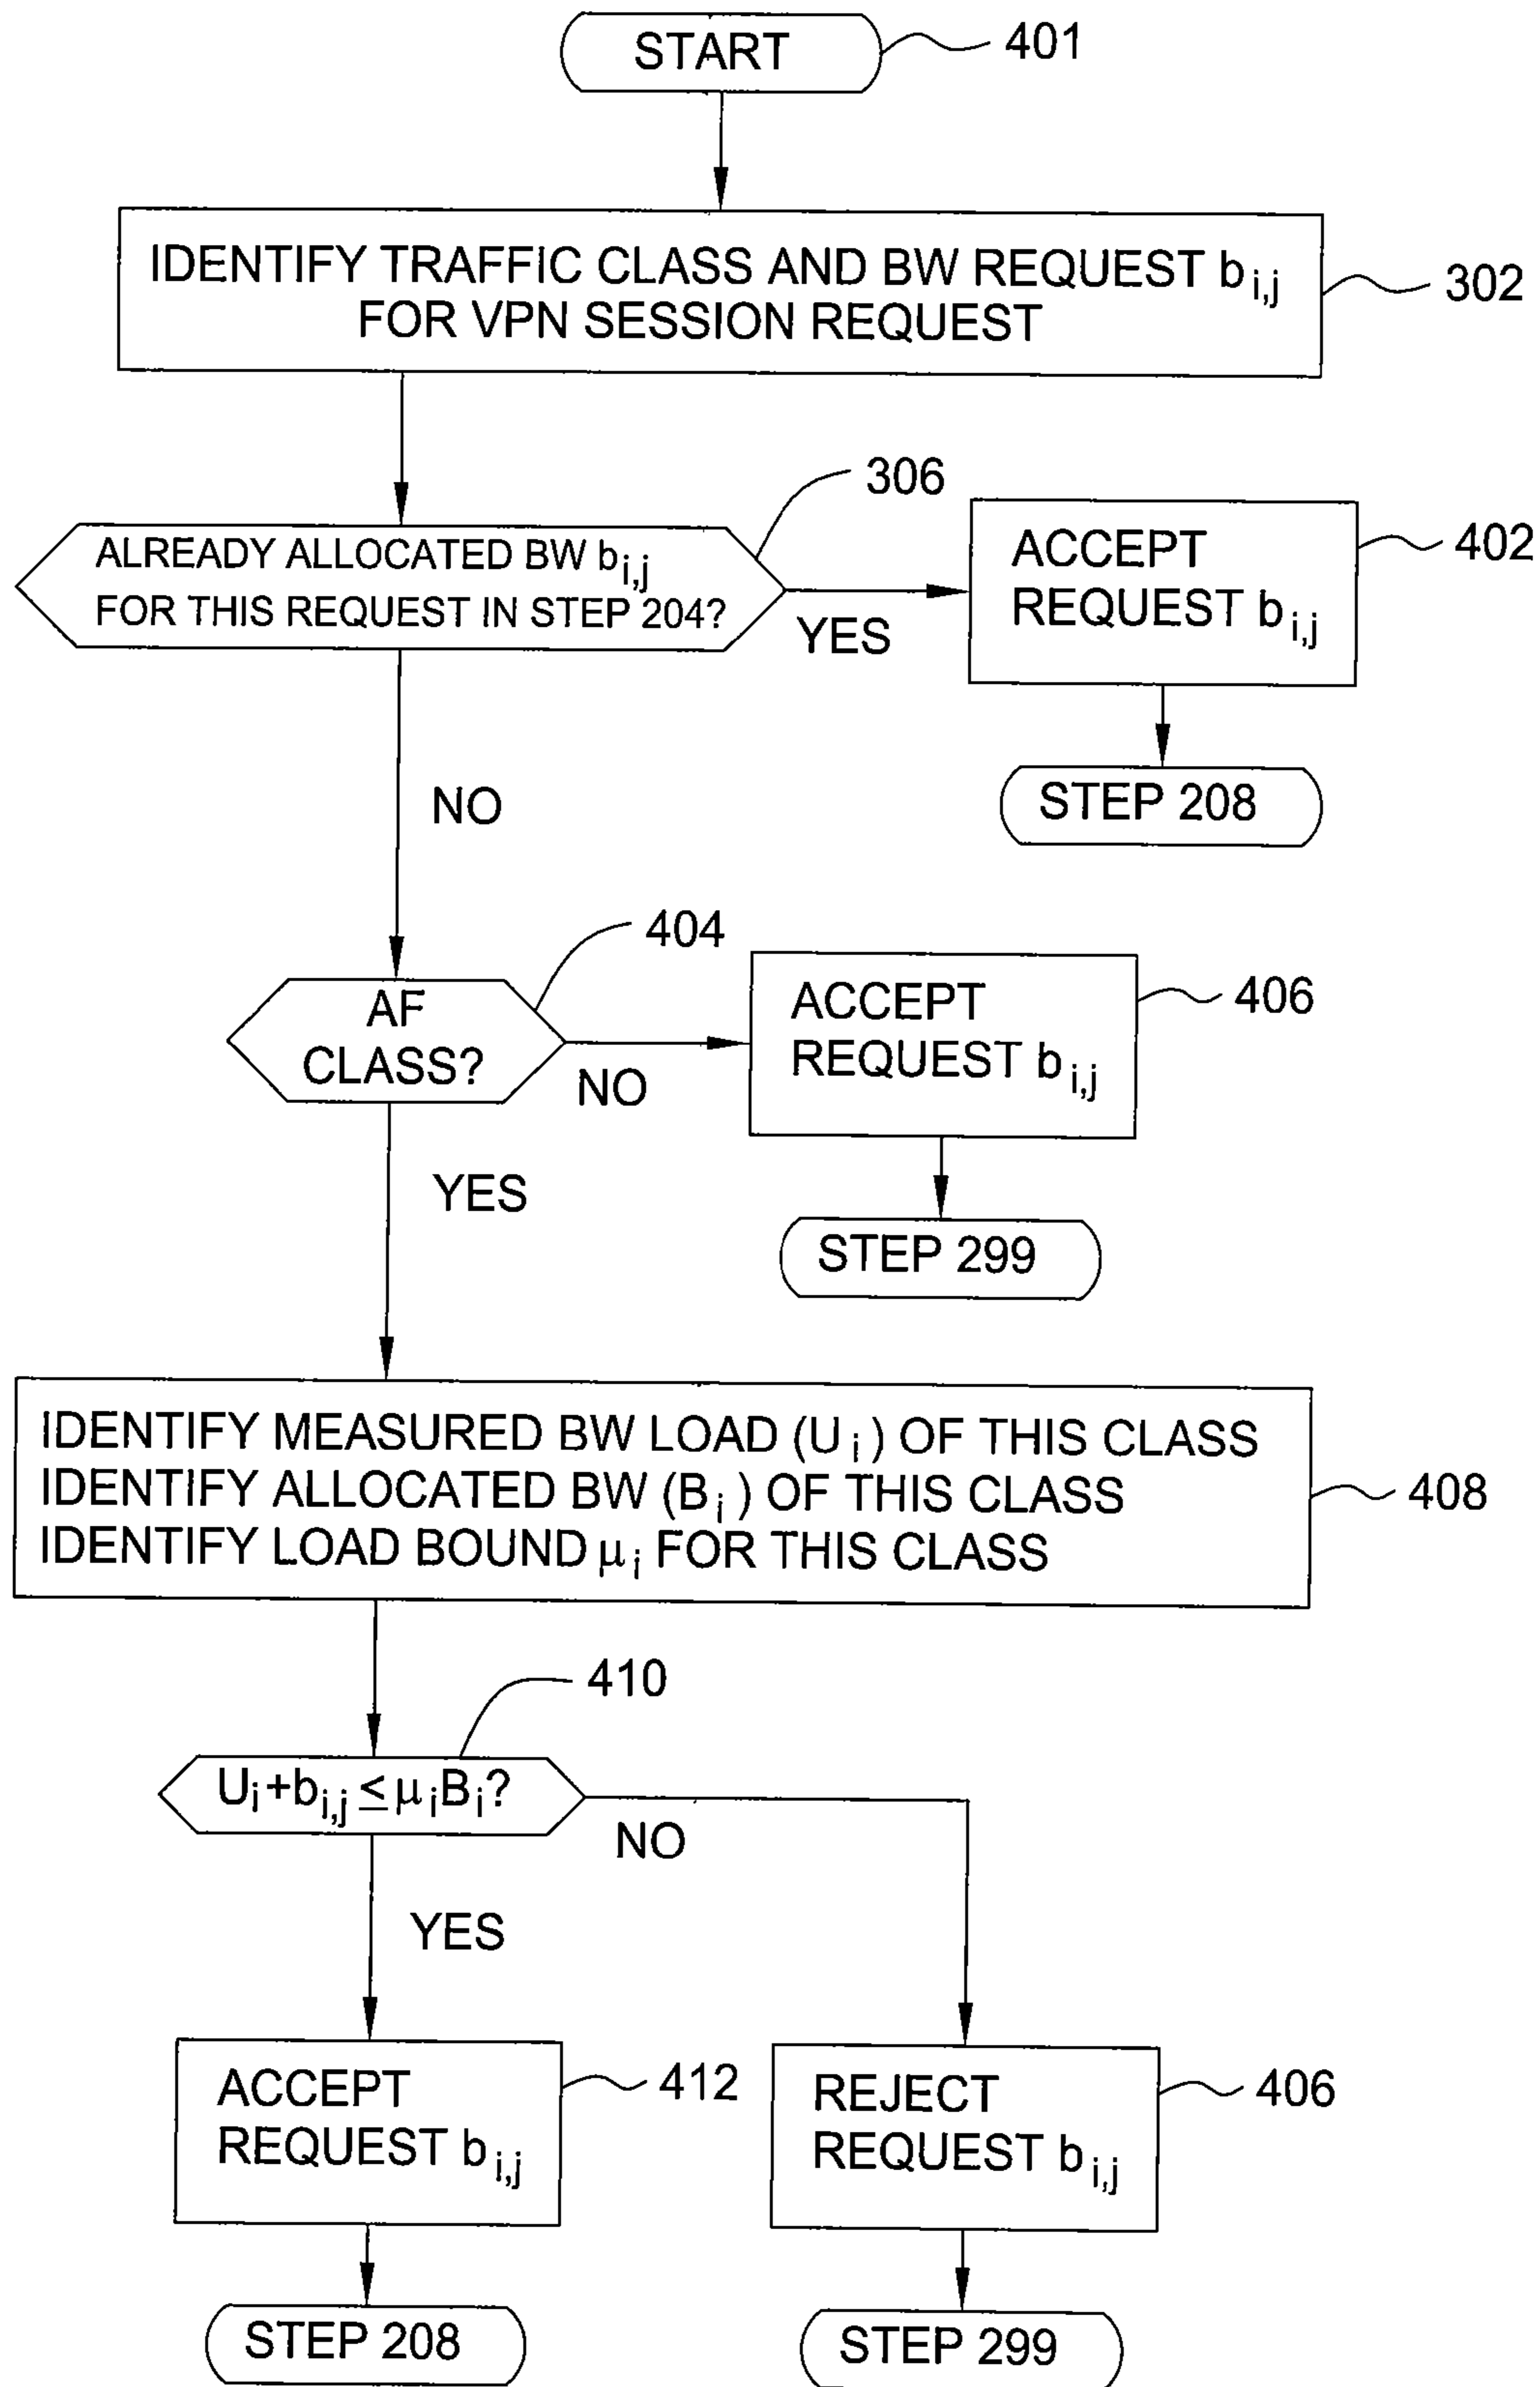 START
401
IDENTIFY TRAFFIC CLASS AND BW REQUEST b i,j
FOR VPN SESSION REQUEST
302
306
ALREADY ALLOCATED BW b i,j
FOR THIS REQUEST IN STEP 204?
YES
ACCEPT
REQUEST b i,j
402
STEP 208
NO
404
AF
CLASS?
NO
ACCEPT
REQUEST b i,j
406
STEP 299
YES
IDENTIFY MEASURED BW LOAD (U i) OF THIS CLASS
IDENTIFY ALLOCATED BW (B i) OF THIS CLASS
IDENTIFY LOAD BOUND μ i FOR THIS CLASS
408
410
U i + b i,j ≤ μ i B i?
NO
YES
ACCEPT
REQUEST b i,j
412
STEP 208
REJECT
REQUEST b i,j
406
STEP 299